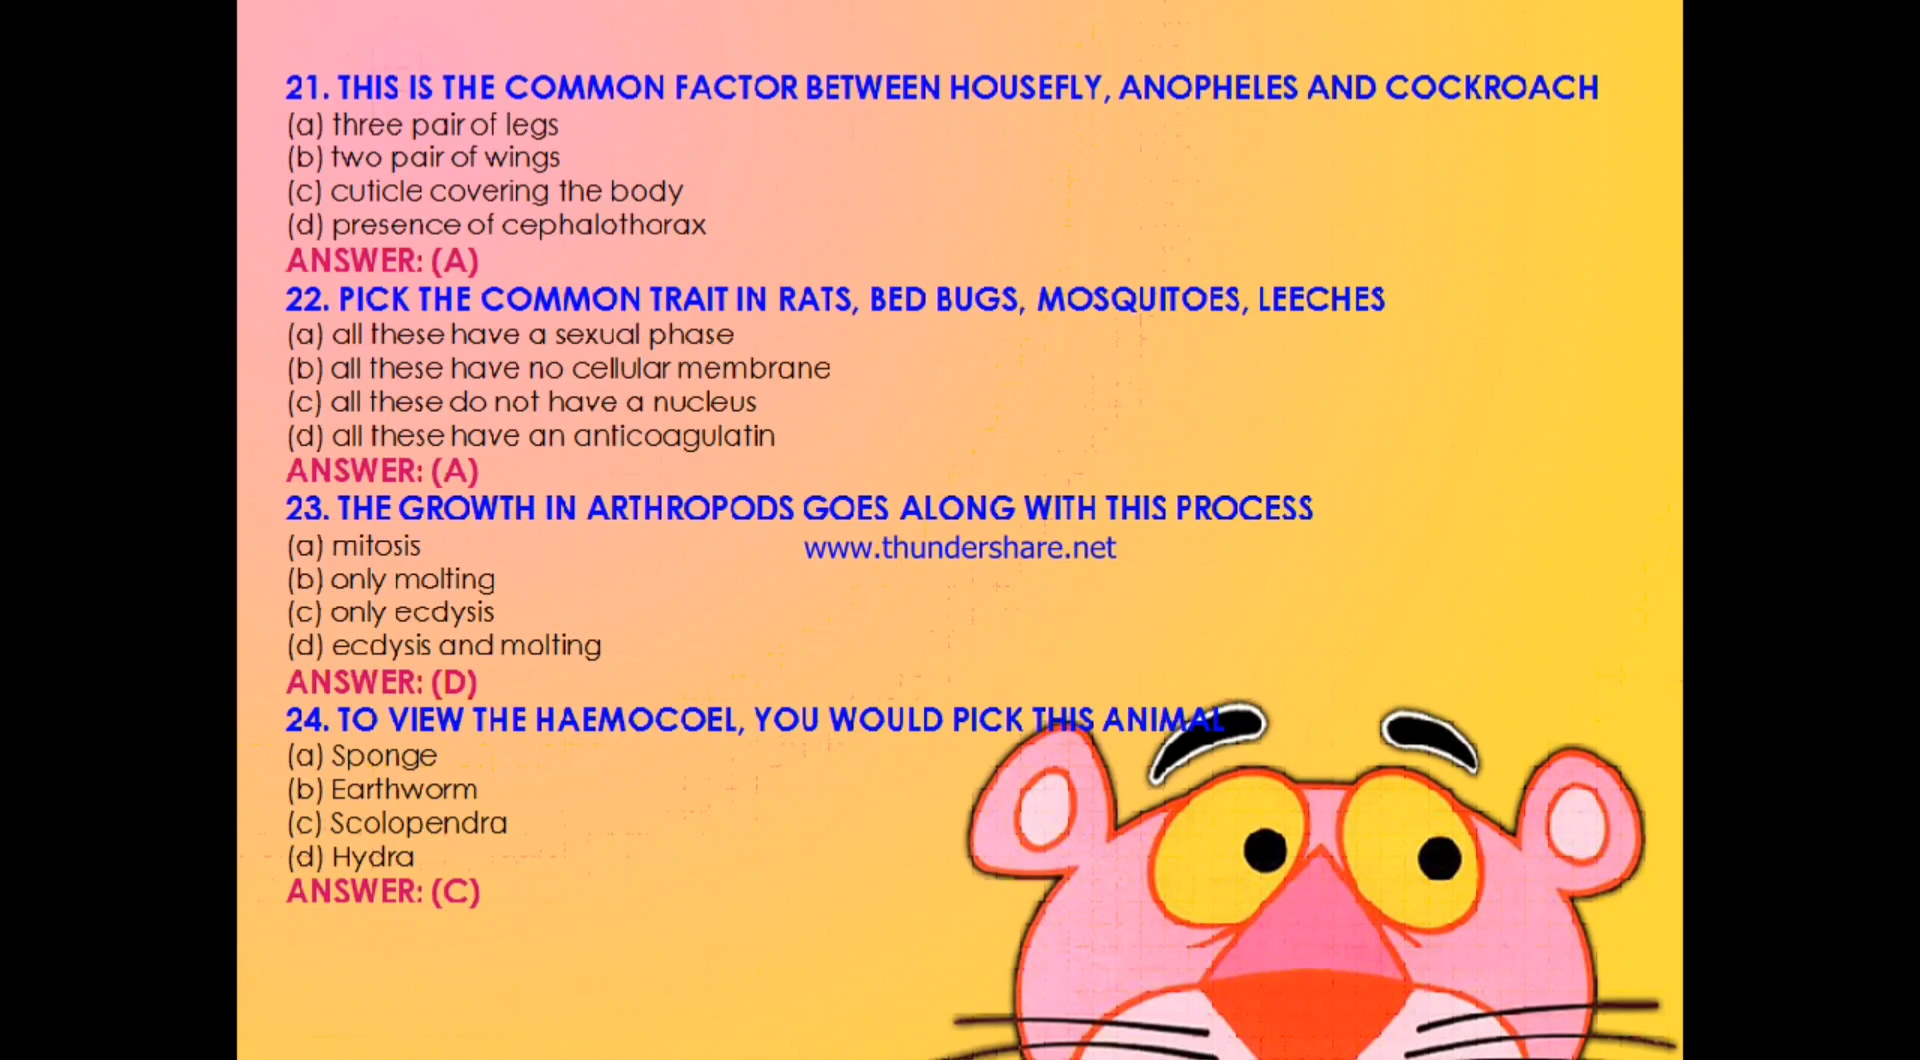 21. THIS IS THE COMMON FACTOR BETWEEN HOUSEFLY, ANOPHELES AND COCKROACH
(a) three pair of legs
(b) two pair of wings
(c) cuticle covering the body
(d) presence of cephalothorax
ANSWER: (A)
22. PICK THE COMMON TRAIT IN RATS, BED BUGS, MOSQUITOES, LEECHES
(a) all these have a sexual phase
(b) all these have no cellular membrane
(c) all these do not have a nucleus
(d) all these have an anticoagulatin
ANSWER: (A)
23. THE GROWTH IN ARTHROPODS GOES ALONG WITH THIS PROCESS
(a) mitosis
www.thundershare.net
(b) only molting
(c) only ecdysis
(d) ecdysis and molting
ANSWER: (D)
24. TO VIEW THE HAEMOCOEL, YOU WOULD PICK THIS ANIMAL
(a) Sponge
(b) Earthworm
(c) Scolopendra
(d) Hydra
ANSWER: (C)